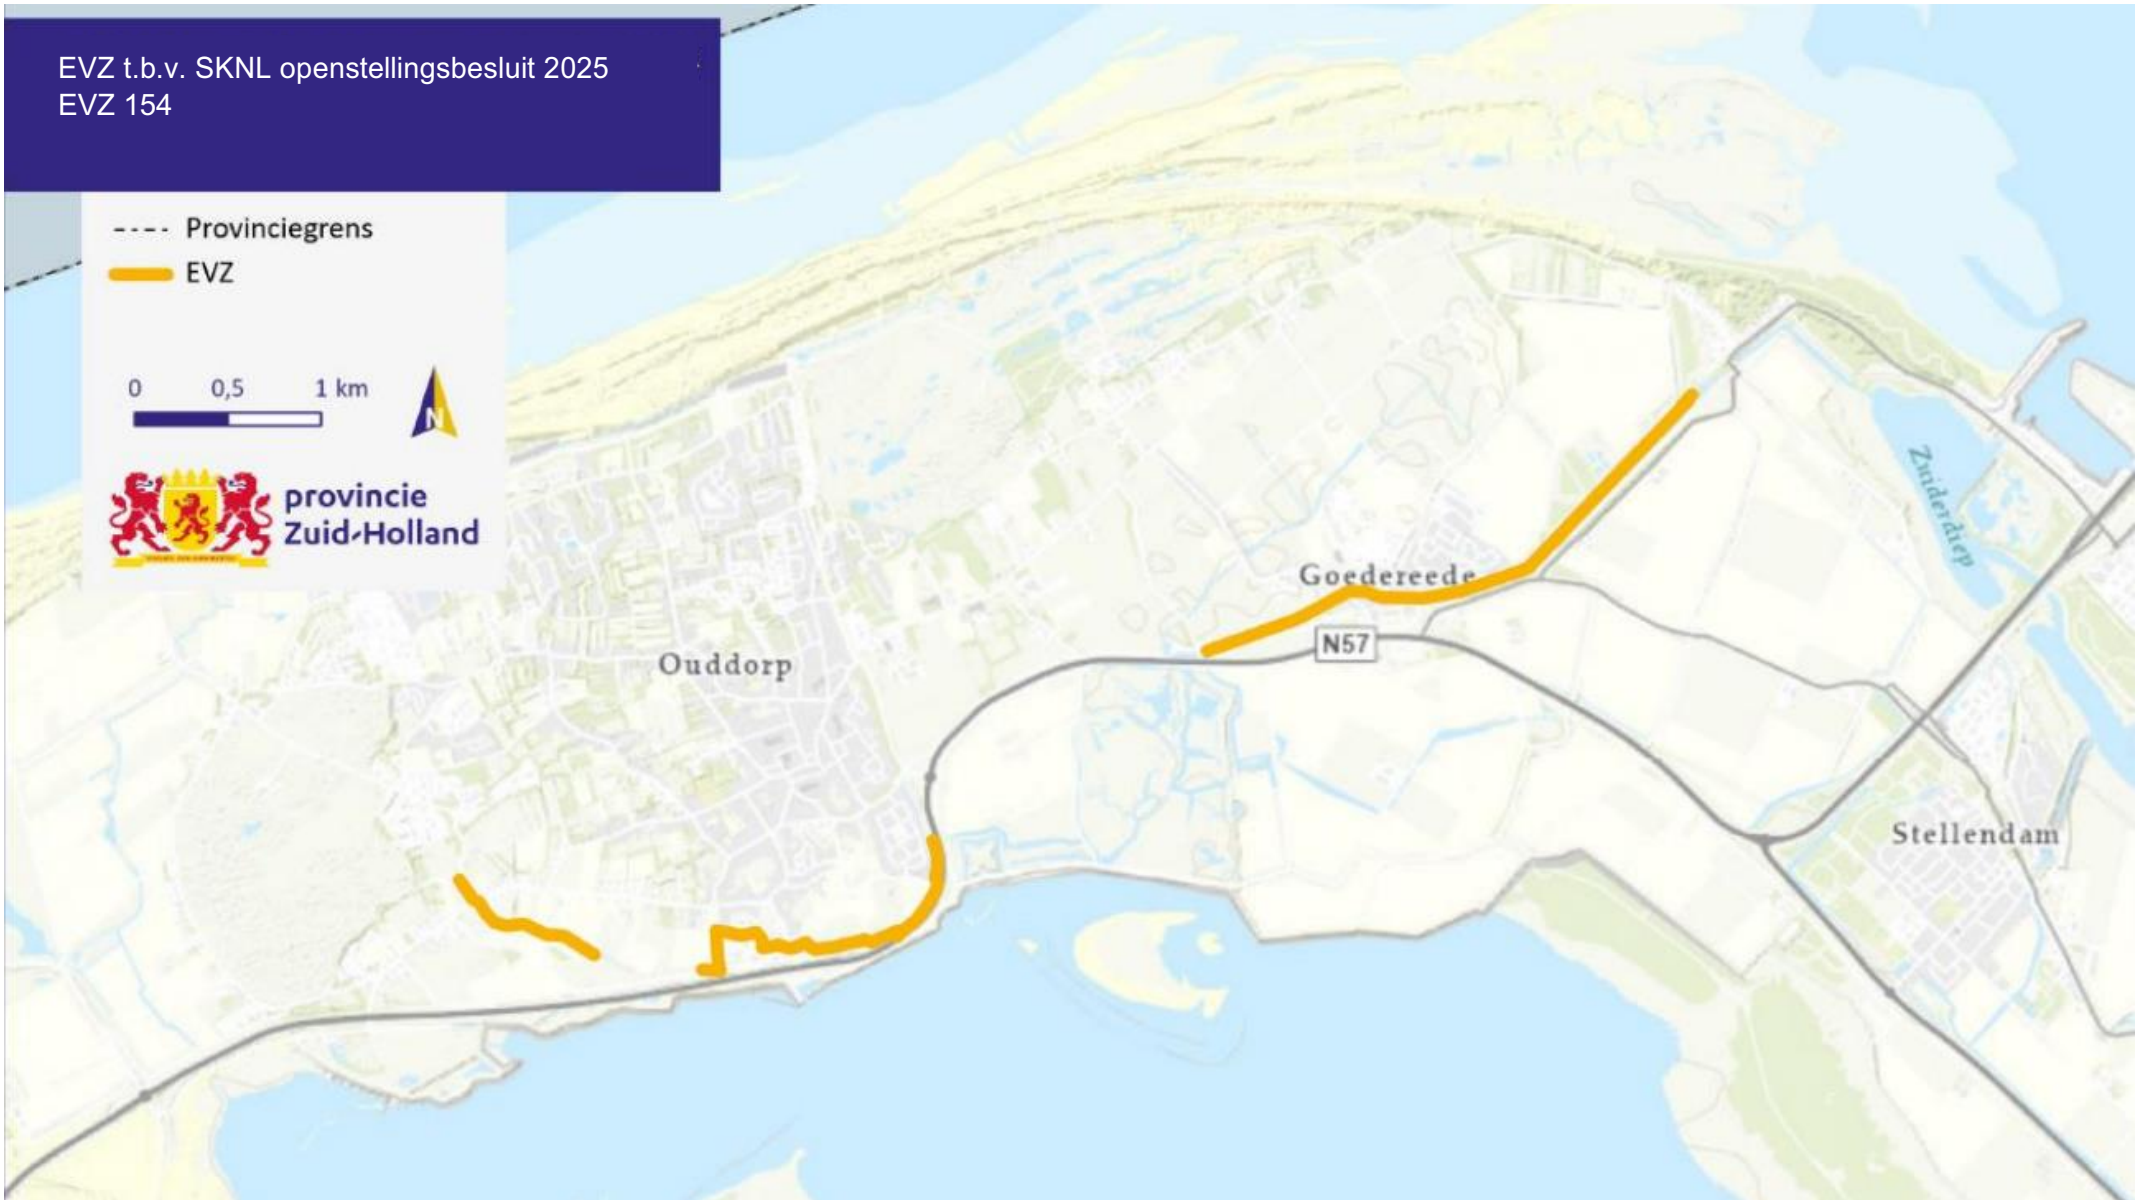 EVZ t.b.v. SKNL openstellingsbesluit 2025
EVZ 154
Provinciegrens
EVZ
0 0,5 1 km
N
provincie
Zuid-Holland
Zuiderdiep
Goedereede
N57
Ouddorp
Stellendam